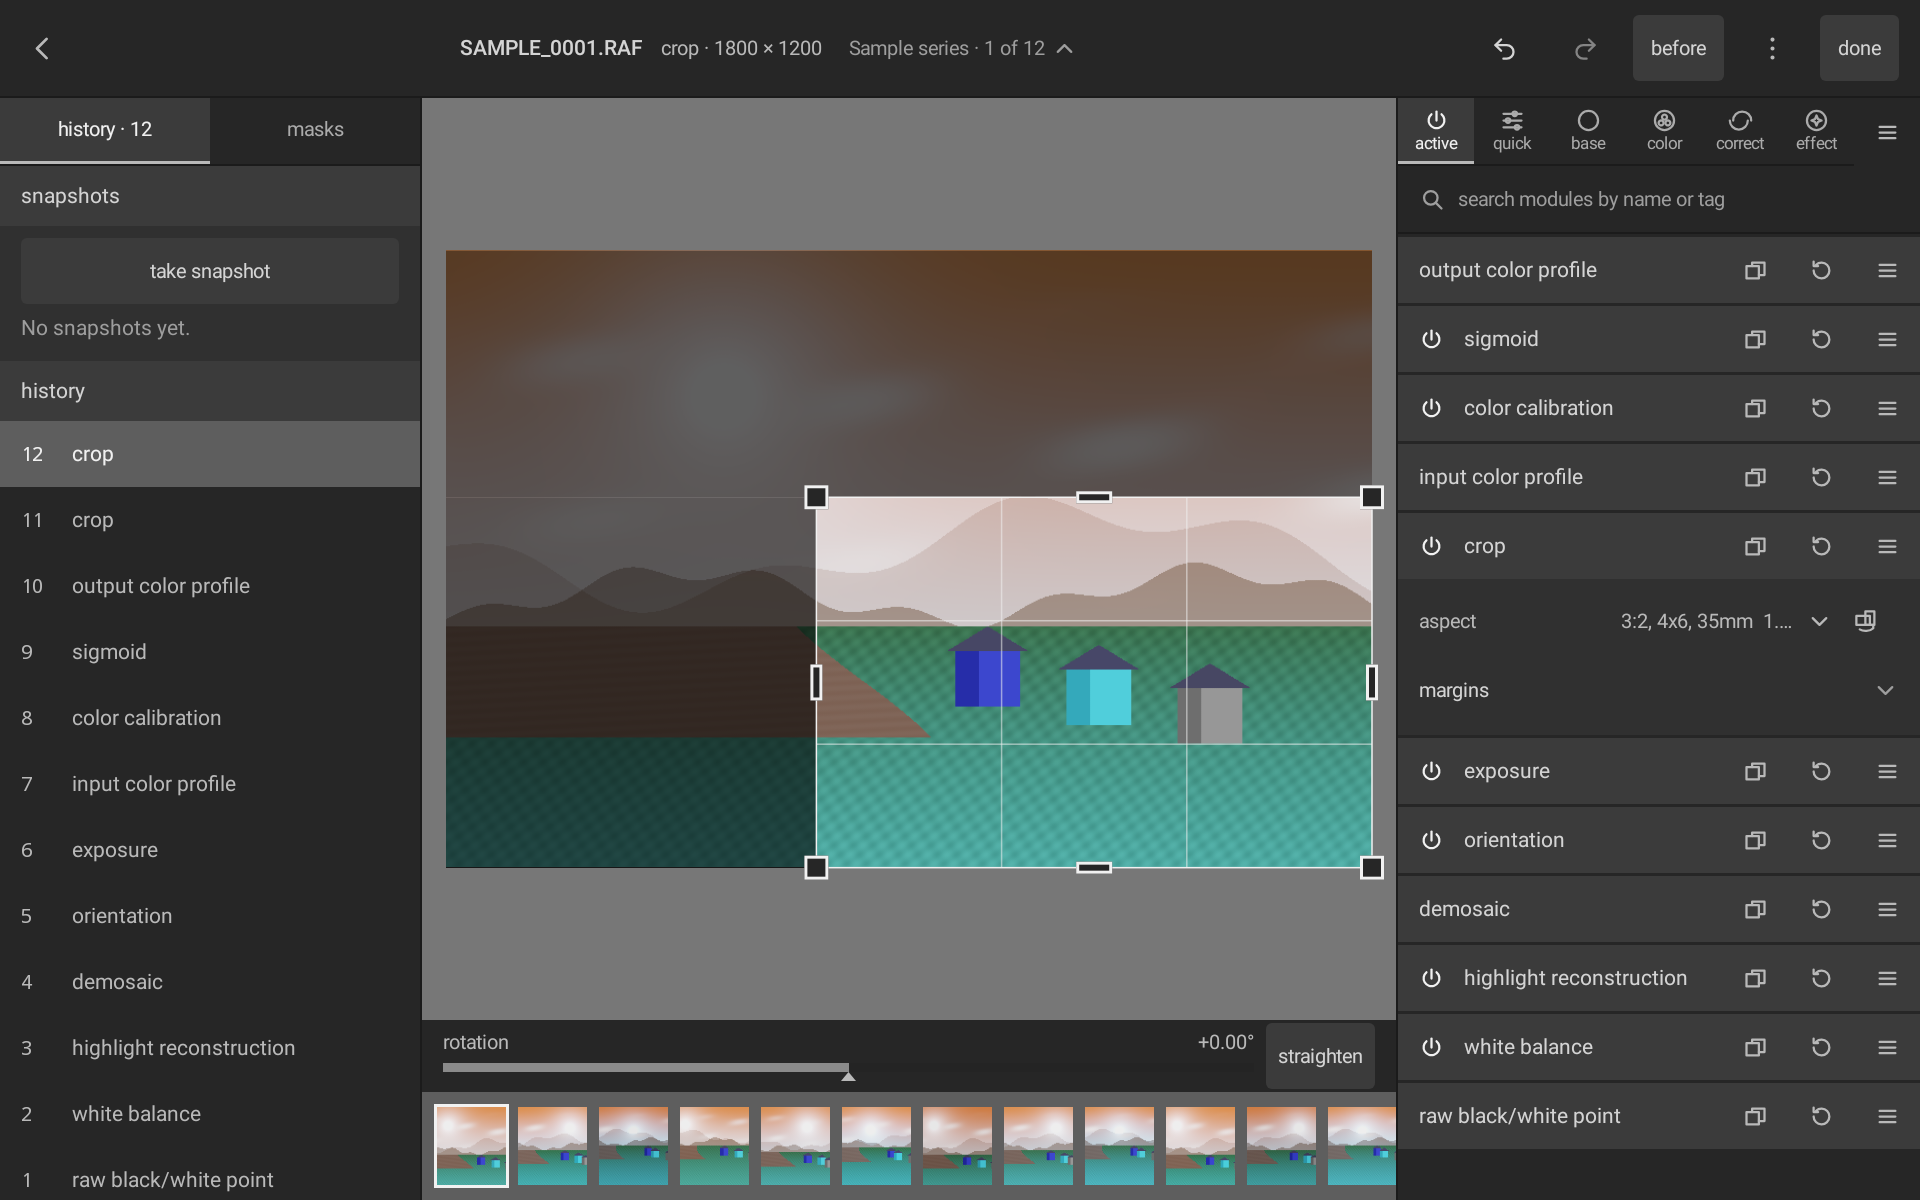 SAMPLE_0001.RAF crop · 1800 × 1200 Sample series · 1 of 12
before
done
history · 12
masks
snapshots
take snapshot
No snapshots yet.
history
12 crop
11 crop
10 output color profile
9 sigmoid
8 color calibration
7 input color profile
6 exposure
5 orientation
4 demosaic
3 highlight reconstruction
2 white balance
1 raw black/white point
rotation
+0.00°
straighten
active
quick
base
color
correct
effect
search modules by name or tag
output color profile
sigmoid
color calibration
input color profile
crop
aspect 3:2, 4x6, 35mm 1....
margins
exposure
orientation
demosaic
highlight reconstruction
white balance
raw black/white point